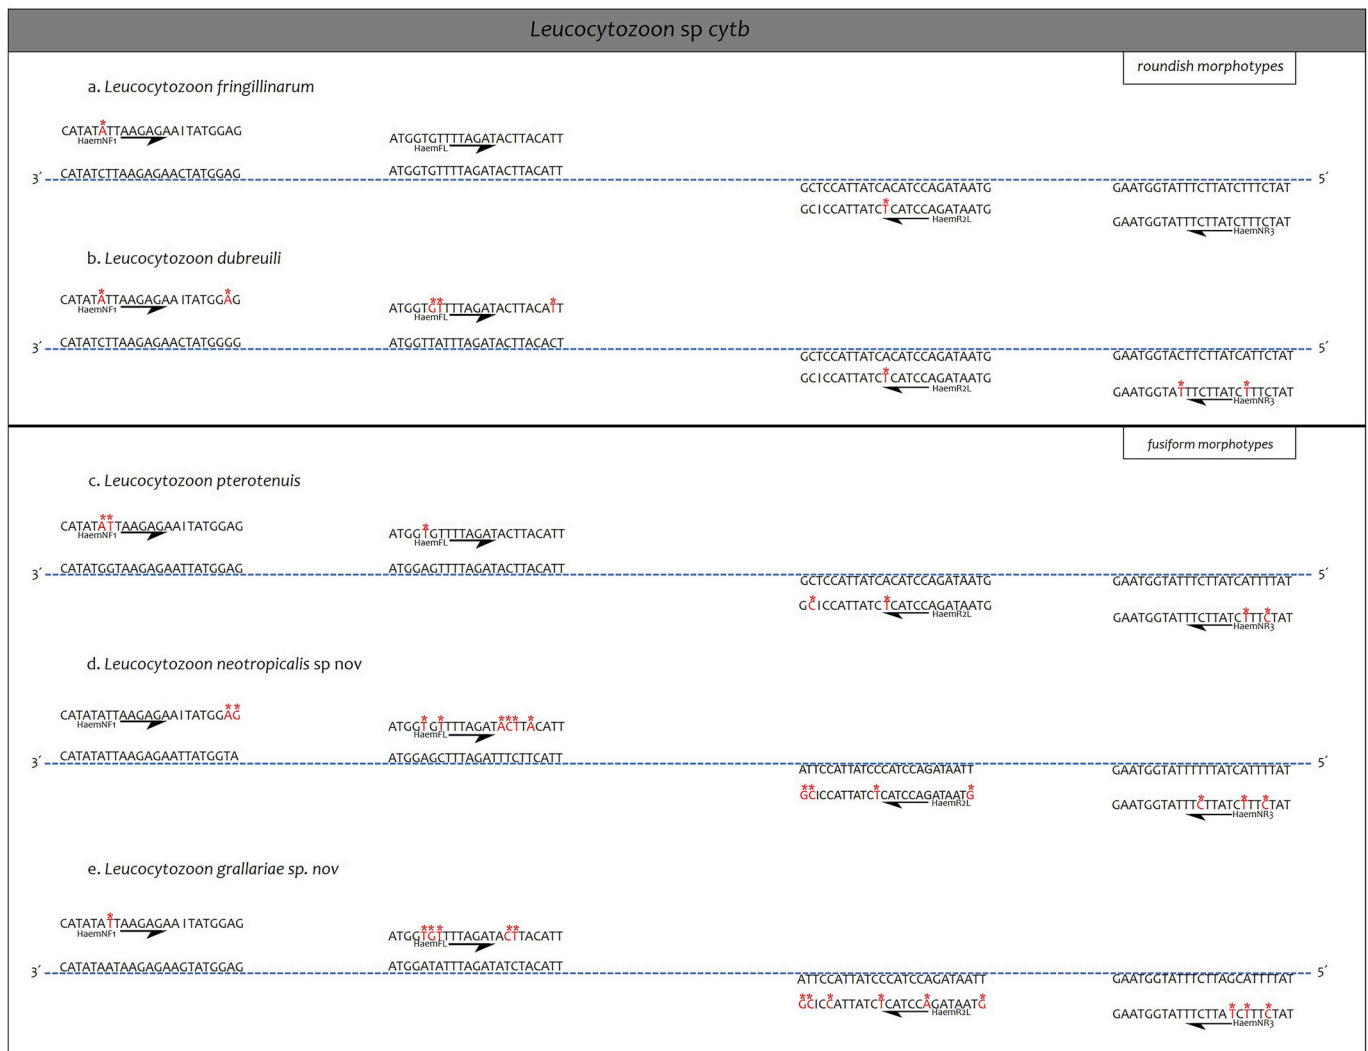 Leucocytozoon sp cytb
roundish morphotypes
a. Leucocytozoon fringillinarum
*
CATATATTAAGAGAAITATGGAG
HaemNF1
ATGGTGTTTTAGATACTTACATT
HaemFL
3´ CATATCTTAAGAGAACTATGGAG ATGGTGTTTTAGATACTTACATT 5´
GCTCCATTATCACATCCAGATAATG GAATGGTATTTCTTATCTTTCTAT
*
GCICCATTATCTCATCCAGATAATG
HaemR2L
GAATGGTATTTCTTATCTTTCTAT
HaemNR3
b. Leucocytozoon dubreuili
* *
CATATATTAAGAGAAITATGGAG
HaemNF1
** *
ATGGTGTTTTAGATACTTACATT
HaemFL
3´ CATATCTTAAGAGAACTATGGGG ATGGTTATTTAGATACTTACACT 5´
GCTCCATTATCACATCCAGATAATG GAATGGTACTTCTTATCATTCTAT
*
GCICCATTATCTCATCCAGATAATG
HaemR2L
* *
GAATGGTATTTCTTATCTTTCTAT
HaemNR3
fusiform morphotypes
c. Leucocytozoon pterotenuis
**
CATATATTAAGAGAAITATGGAG
HaemNF1
*
ATGGTGTTTTAGATACTTACATT
HaemFL
3´ CATATGGTAAGAGAATTATGGAG ATGGAGTTTTAGATACTTACATT 5´
GCTCCATTATCACATCCAGATAATG GAATGGTATTTCTTATCATTTTAT
* *
GCICCATTATCTCATCCAGATAATG
HaemR2L
* *
GAATGGTATTTCTTATCTTTCTAT
HaemNR3
d. Leucocytozoon neotropicalis sp nov
**
CATATATTAAGAGAAITATGGAG
HaemNF1
* * *** *
ATGGTGTTTTAGATACTTACATT
HaemFL
3´ CATATATTAAGAGAATTATGGTA ATGGAGCTTTAGATTTCTTCATT 5´
ATTCCATTATCCCATCCAGATAATT GAATGGTATTTTTTATCATTTTAT
** * *
GCICCATTATCTCATCCAGATAATG
HaemR2L
* * *
GAATGGTATTTCTTATCTTTCTAT
HaemNR3
e. Leucocytozoon grallariae sp. nov
*
CATATATTAAGAGAAITATGGAG
HaemNF1
*** **
ATGGTGTTTTAGATACTTACATT
HaemFL
3´ CATATAATAAGAGAAGTATGGAG ATGGATATTTAGATATCTACATT 5´
ATTCCATTATCCCATCCAGATAATT GAATGGTATTTCTTAGCATTTTAT
** * * * *
GCICCATTATCTCATCCAGATAATG
HaemR2L
* * *
GAATGGTATTTCTTATCTTTCTAT
HaemNR3